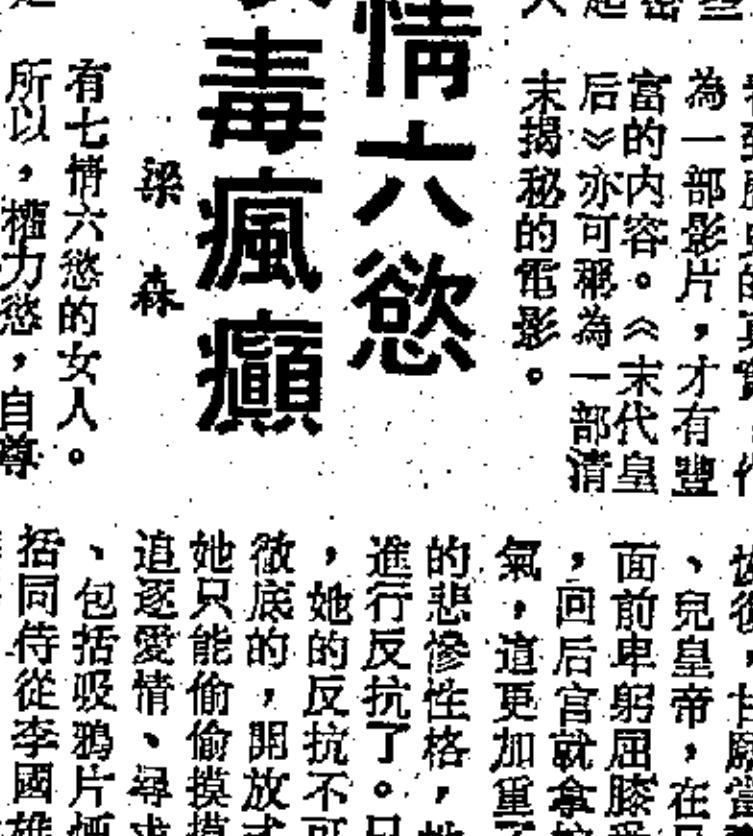 為一部影片，才有豐
富的内容。《末代皇
后》亦可稱為一部清
末揭秘的電影。
情六慾
毒瘋癲
梁森
有七情六慾的女人。
所以，權力慾，自尊
、兒皇帝，在
面前卑躬屈膝
，回后宮就拿
氣，這更加重
的悲慘性格，
進行反抗了。只
，她的反抗不可
徹底的，開放式
她只能偷偷摸摸
追逐愛情、尋求
、包括吸鴉片煙
括同侍從李國雄